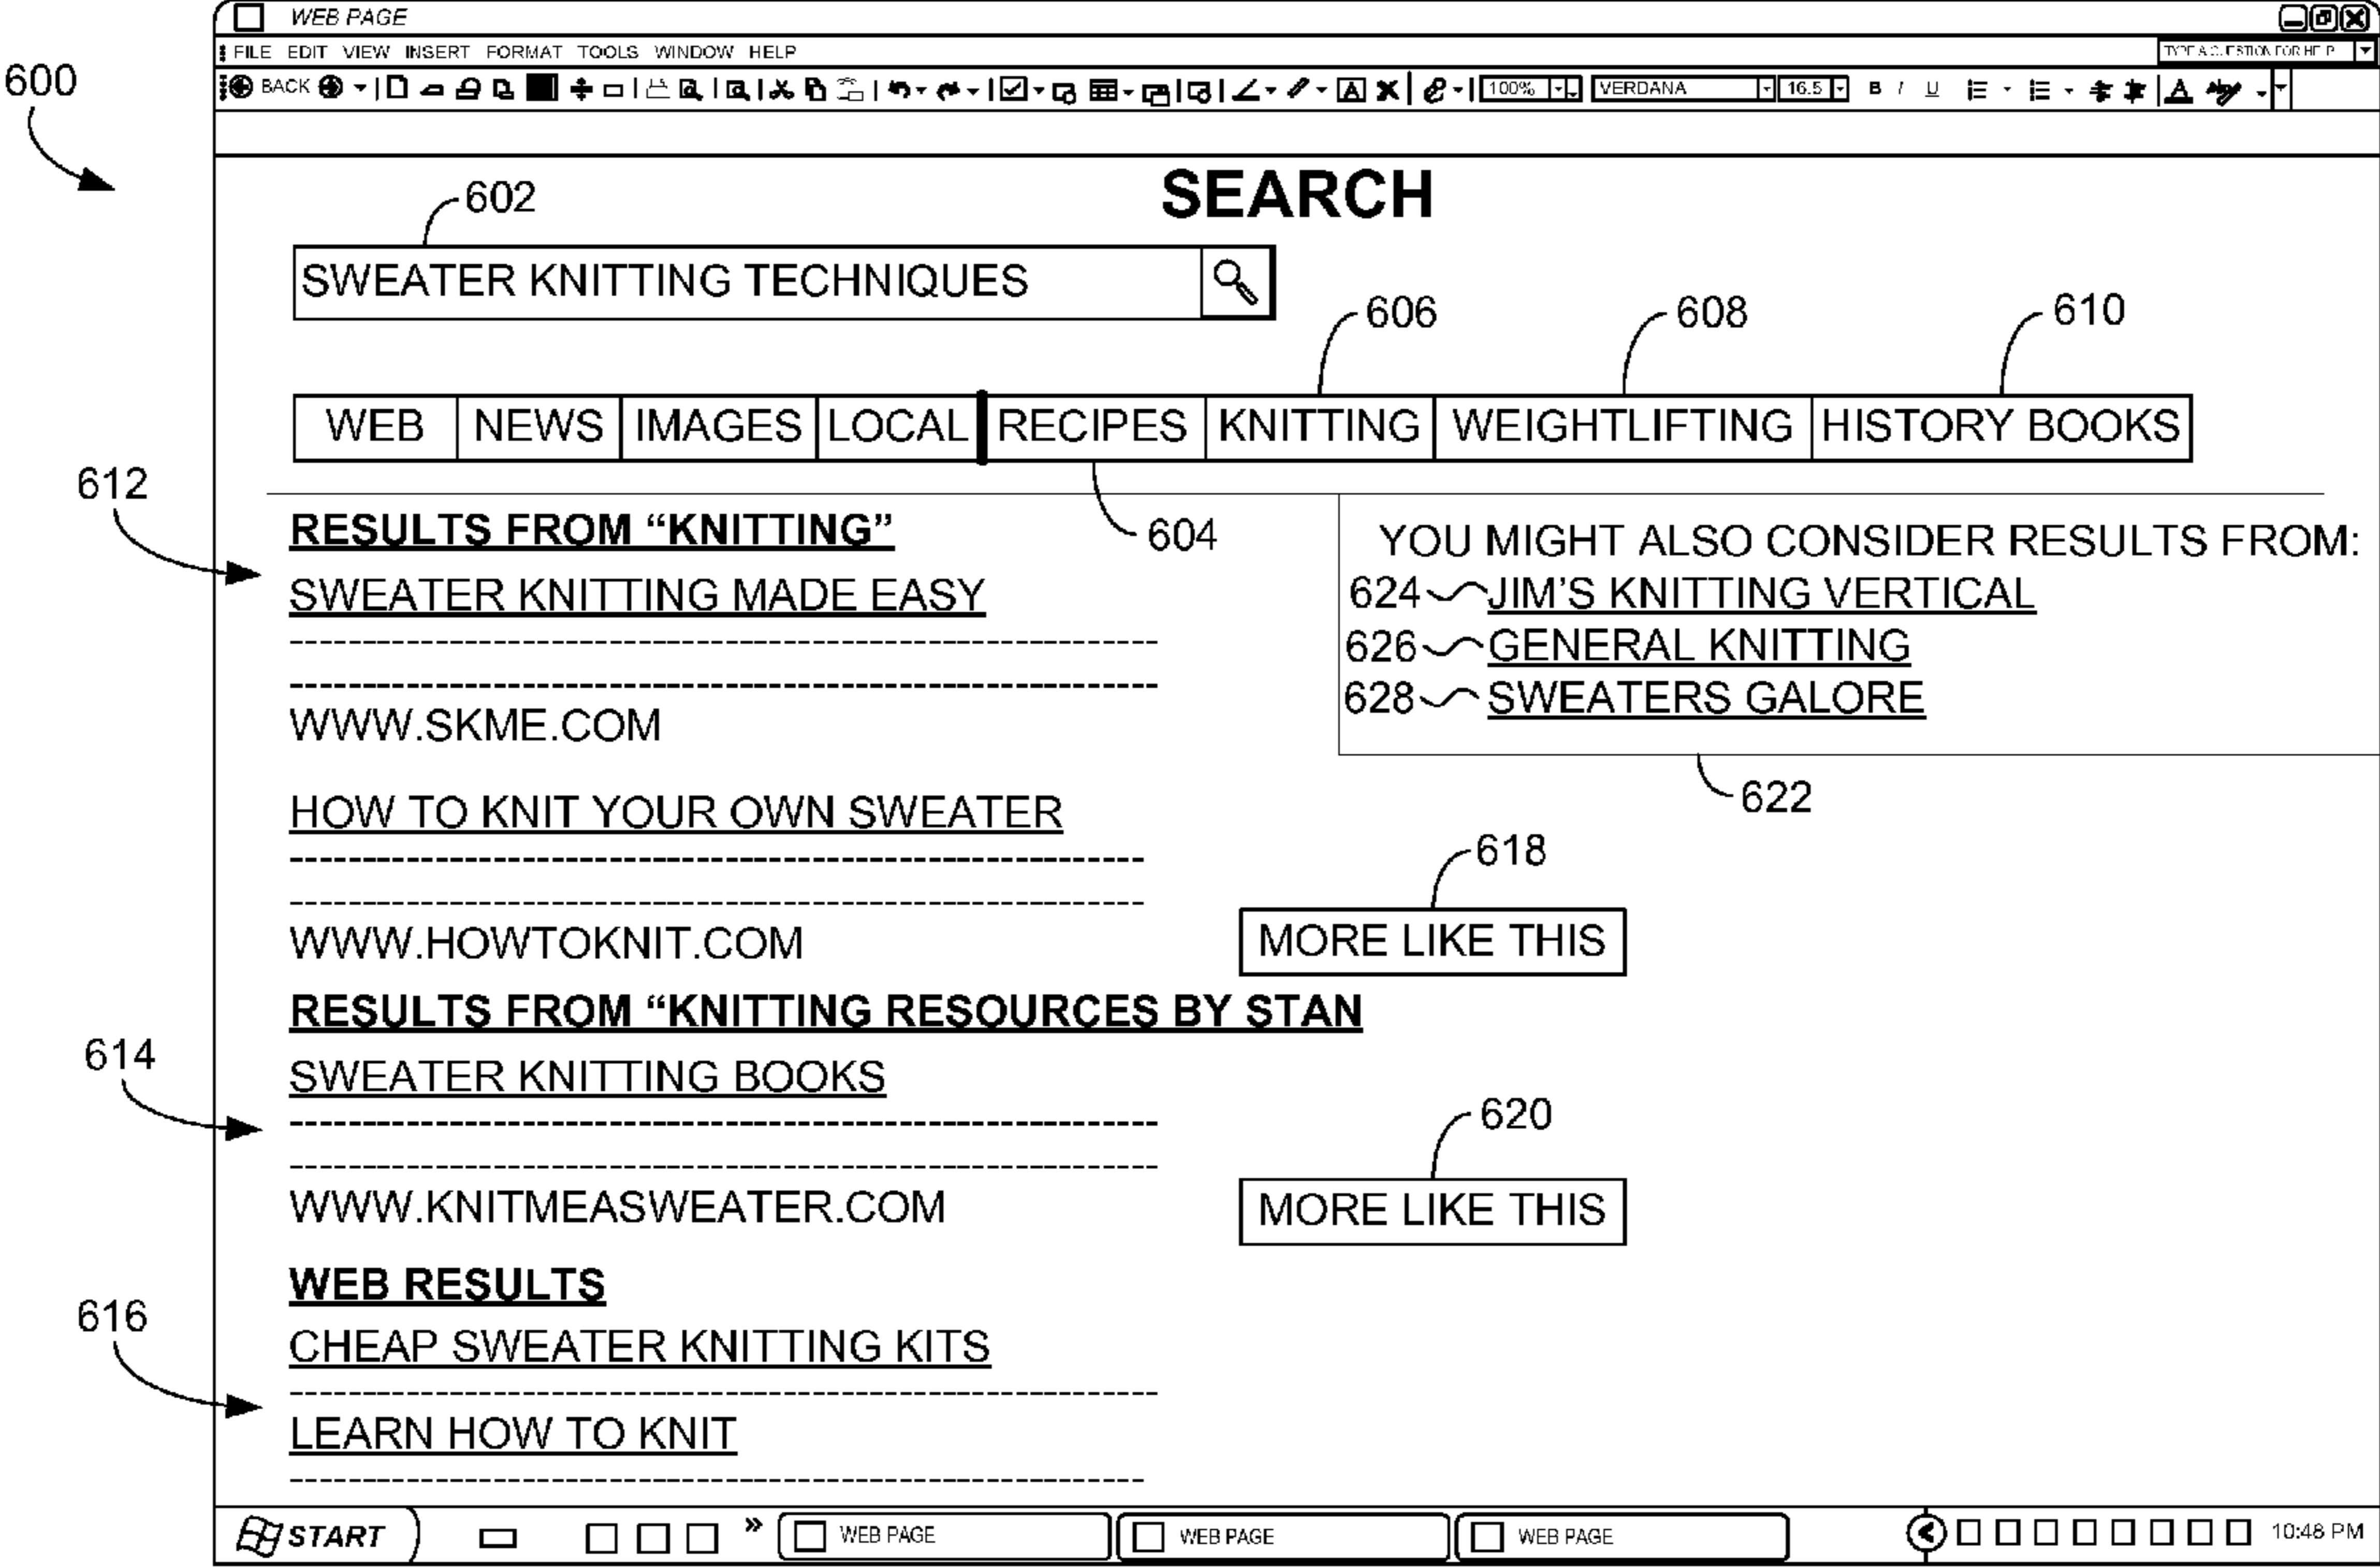 WEB PAGE
FILE EDIT VIEW INSERT FORMAT TOOLS WINDOW HELP
TYPE A QUESTION FOR HELP
600
BACK 100% VERDANA 16.5 B I U A
SEARCH
602
SWEATER KNITTING TECHNIQUES
606 608 610
WEB NEWS IMAGES LOCAL RECIPES KNITTING WEIGHTLIFTING HISTORY BOOKS
612
604
RESULTS FROM “KNITTING”
SWEATER KNITTING MADE EASY
WWW.SKME.COM
YOU MIGHT ALSO CONSIDER RESULTS FROM:
624 JIM'S KNITTING VERTICAL
626 GENERAL KNITTING
628 SWEATERS GALORE
622
HOW TO KNIT YOUR OWN SWEATER
618
WWW.HOWTOKNIT.COM
MORE LIKE THIS
RESULTS FROM “KNITTING RESOURCES BY STAN
614
SWEATER KNITTING BOOKS
620
WWW.KNITMEASWEATER.COM
MORE LIKE THIS
WEB RESULTS
616
CHEAP SWEATER KNITTING KITS
LEARN HOW TO KNIT
START » WEB PAGE WEB PAGE WEB PAGE 10:48 PM